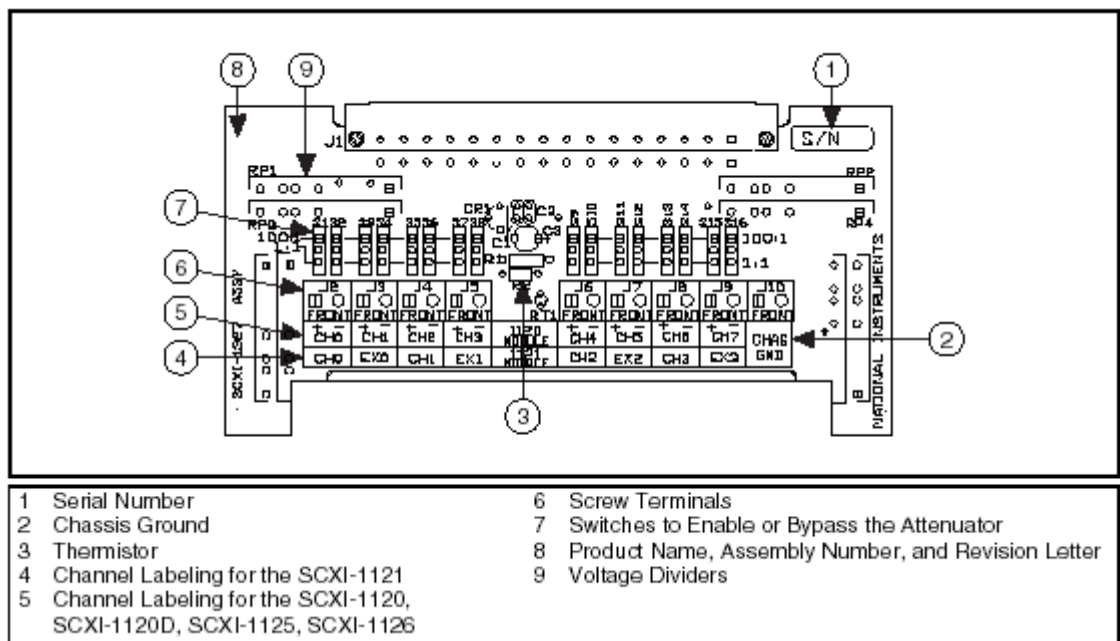 8
9
1
J1
S/N
RP1
7
100:1
1:1
6
J2 J3 J4 J5 J6 J7 J8 J9 J10
FRONT FRONT FRONT FRONT RT1 FRONT FRONT FRONT FRONT FRONT
5
+ - + - + - + - + - + - + - + -
CH0 CH1 CH2 CH3 1120 MODULE CH4 CH5 CH6 CH7 CHAS GND
2
4
CH0 EX0 CH1 EX1 MODULE CH2 EX2 CH3 EX3
3
NATIONAL INSTRUMENTS
1 Serial Number
2 Chassis Ground
3 Thermistor
4 Channel Labeling for the SCXI-1121
5 Channel Labeling for the SCXI-1120,
SCXI-1120D, SCXI-1125, SCXI-1126
6 Screw Terminals
7 Switches to Enable or Bypass the Attenuator
8 Product Name, Assembly Number, and Revision Letter
9 Voltage Dividers